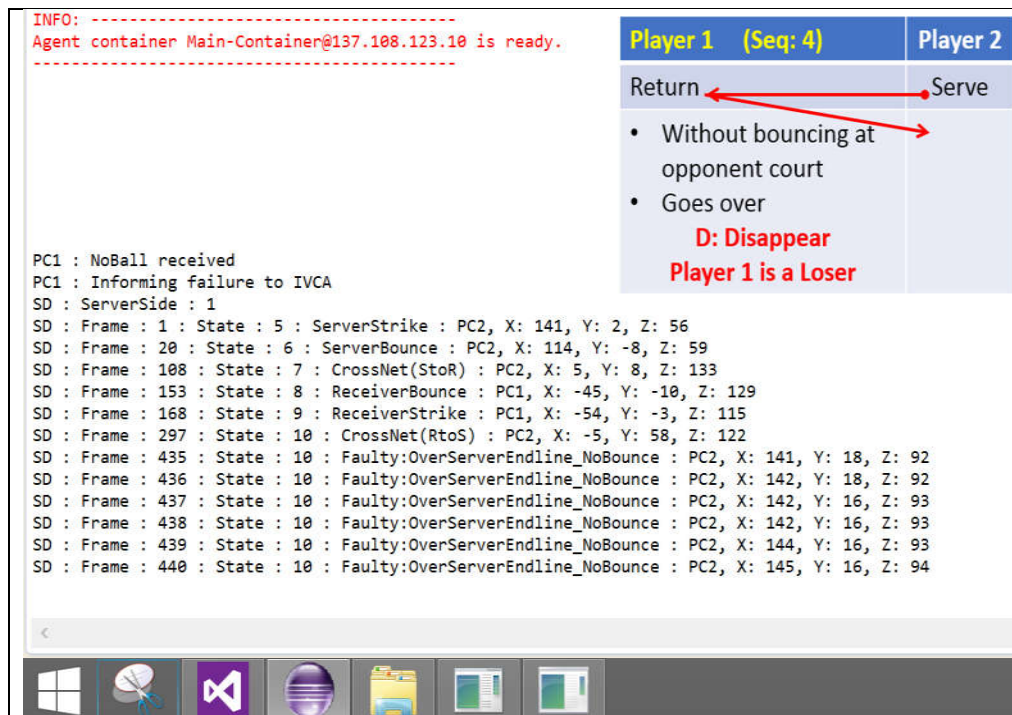 INFO: --------------------------------------
Agent container Main-Container@137.108.123.10 is ready.
--------------------------------------------
Player 1 (Seq: 4) Player 2
Return Serve
• Without bouncing at
opponent court
• Goes over
D: Disappear
Player 1 is a Loser
PC1 : NoBall received
PC1 : Informing failure to IVCA
SD : ServerSide : 1
SD : Frame : 1 : State : 5 : ServerStrike : PC2, X: 141, Y: 2, Z: 56
SD : Frame : 20 : State : 6 : ServerBounce : PC2, X: 114, Y: -8, Z: 59
SD : Frame : 108 : State : 7 : CrossNet(StoR) : PC2, X: 5, Y: 8, Z: 133
SD : Frame : 153 : State : 8 : ReceiverBounce : PC1, X: -45, Y: -10, Z: 129
SD : Frame : 168 : State : 9 : ReceiverStrike : PC1, X: -54, Y: -3, Z: 115
SD : Frame : 297 : State : 10 : CrossNet(RtoS) : PC2, X: -5, Y: 58, Z: 122
SD : Frame : 435 : State : 10 : Faulty:OverServerEndline_NoBounce : PC2, X: 141, Y: 18, Z: 92
SD : Frame : 436 : State : 10 : Faulty:OverServerEndline_NoBounce : PC2, X: 142, Y: 18, Z: 92
SD : Frame : 437 : State : 10 : Faulty:OverServerEndline_NoBounce : PC2, X: 142, Y: 16, Z: 93
SD : Frame : 438 : State : 10 : Faulty:OverServerEndline_NoBounce : PC2, X: 142, Y: 16, Z: 93
SD : Frame : 439 : State : 10 : Faulty:OverServerEndline_NoBounce : PC2, X: 144, Y: 16, Z: 93
SD : Frame : 440 : State : 10 : Faulty:OverServerEndline_NoBounce : PC2, X: 145, Y: 16, Z: 94